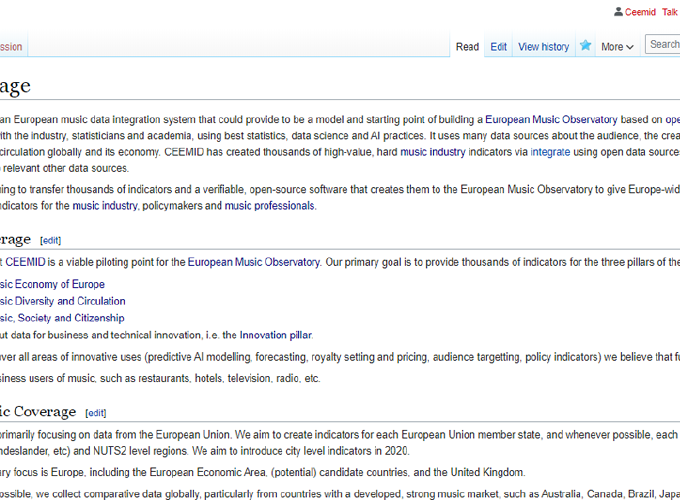 Ceemid Talk
ssion Read Edit View history More Search
age
an European music data integration system that could provide to be a model and starting point of building a European Music Observatory based on ope
ith the industry, statisticians and academia, using best statistics, data science and AI practices. It uses many data sources about the audience, the crea
circulation globally and its economy. CEEMID has created thousands of high-value, hard music industry indicators via integrate using open data sources
relevant other data sources.
ing to transfer thousands of indicators and a verifiable, open-source software that creates them to the European Music Observatory to give Europe-wid
ndicators for the music industry, policymakers and music professionals.
erage [edit]
t CEEMID is a viable piloting point for the European Music Observatory. Our primary goal is to provide thousands of indicators for the three pillars of the
sic Economy of Europe
sic Diversity and Circulation
sic, Society and Citizenship
ut data for business and technical innovation, i.e. the Innovation pillar.
ver all areas of innovative uses (predictive AI modelling, forecasting, royalty setting and pricing, audience targetting, policy indicators) we believe that fu
siness users of music, such as restaurants, hotels, television, radio, etc.
ic Coverage [edit]
primarily focusing on data from the European Union. We aim to create indicators for each European Union member state, and whenever possible, each
ndeslander, etc) and NUTS2 level regions. We aim to introduce city level indicators in 2020.
ry focus is Europe, including the European Economic Area, (potential) candidate countries, and the United Kingdom.
ossible, we collect comparative data globally, particularly from countries with a developed, strong music market, such as Australia, Canada, Brazil, Japa